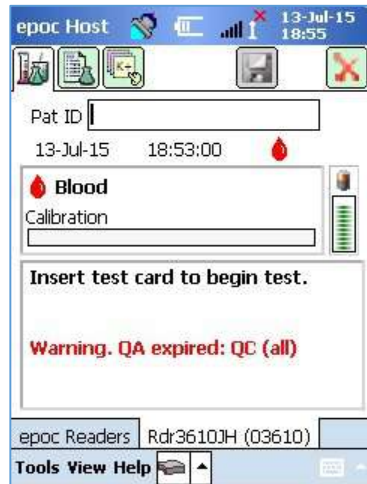 epoc Host 13-Jul-15
18:55
Pat ID
13-Jul-15 18:53:00
Blood
Calibration
Insert test card to begin test.
Warning. QA expired: QC (all)
epoc Readers Rdr3610JH (03610)
Tools View Help